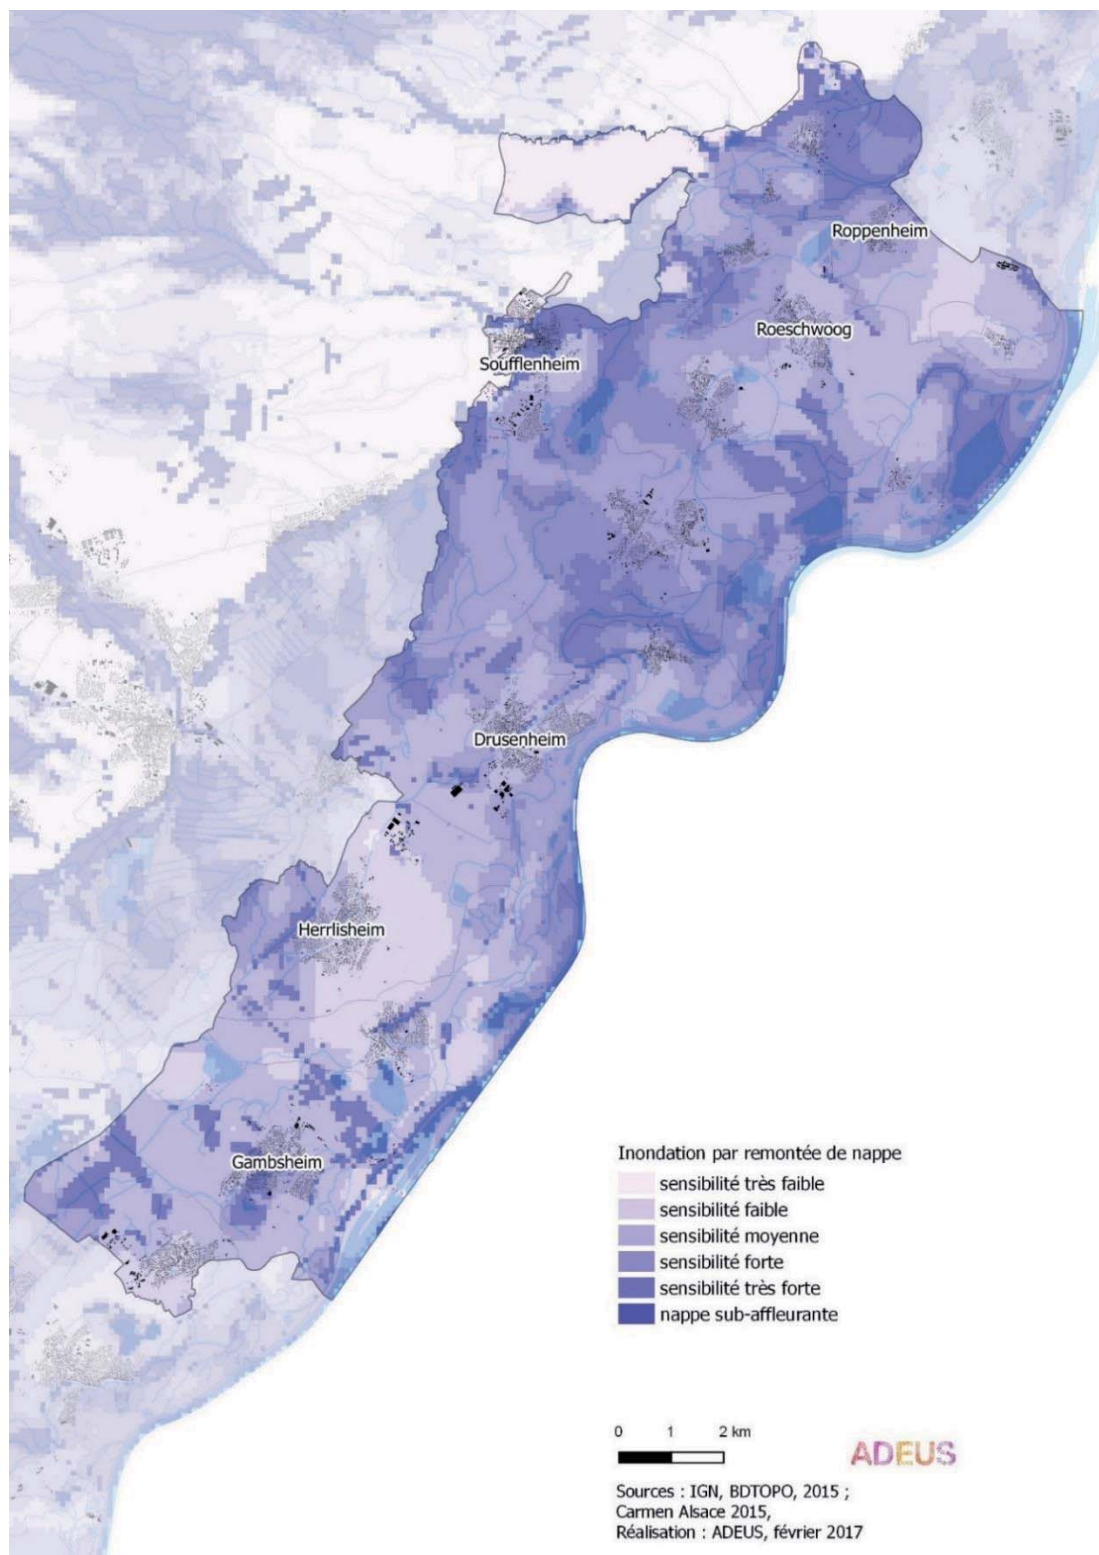 Roppenheim
Roeschwoog
Soufflenheim
Drusenheim
Herrlisheim
Gambsheim
Inondation par remontée de nappe
sensibilité très faible
sensibilité faible
sensibilité moyenne
sensibilité forte
sensibilité très forte
nappe sub-affleurante
0 1 2 km
ADEUS
Sources : IGN, BDTOPO, 2015 ;
Carmen Alsace 2015,
Réalisation : ADEUS, février 2017